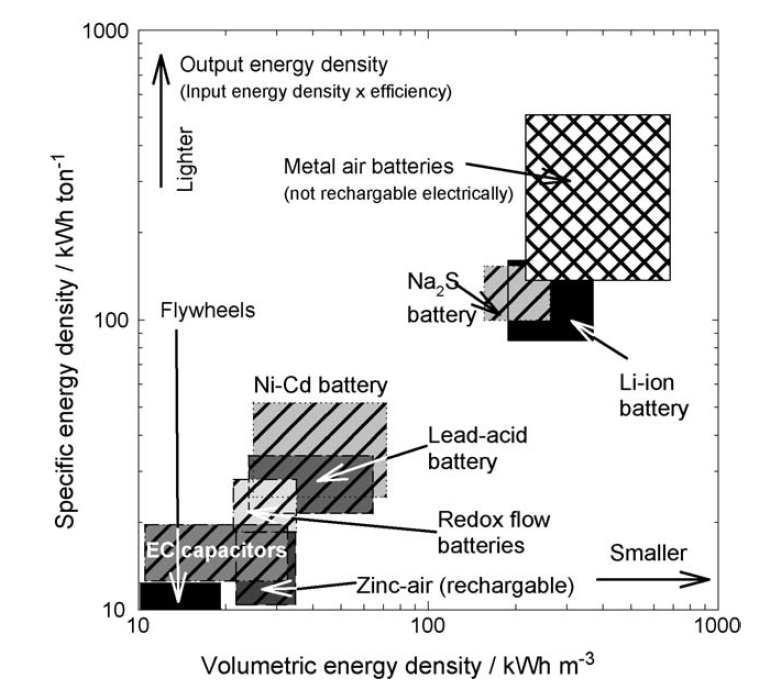 1000
Output energy density
(Input energy density x efficiency)
Lighter
Metal air batteries
(not rechargable electrically)
Specific energy density / kWh ton-1
Na2S
battery
100
Flywheels
Li-ion
battery
Ni-Cd battery
Lead-acid
battery
Redox flow
batteries
EC capacitors
Smaller
Zinc-air (rechargable)
10
10
100
1000
Volumetric energy density / kWh m-3